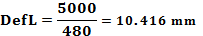 DefL = 5000/480 = 10.416 mm